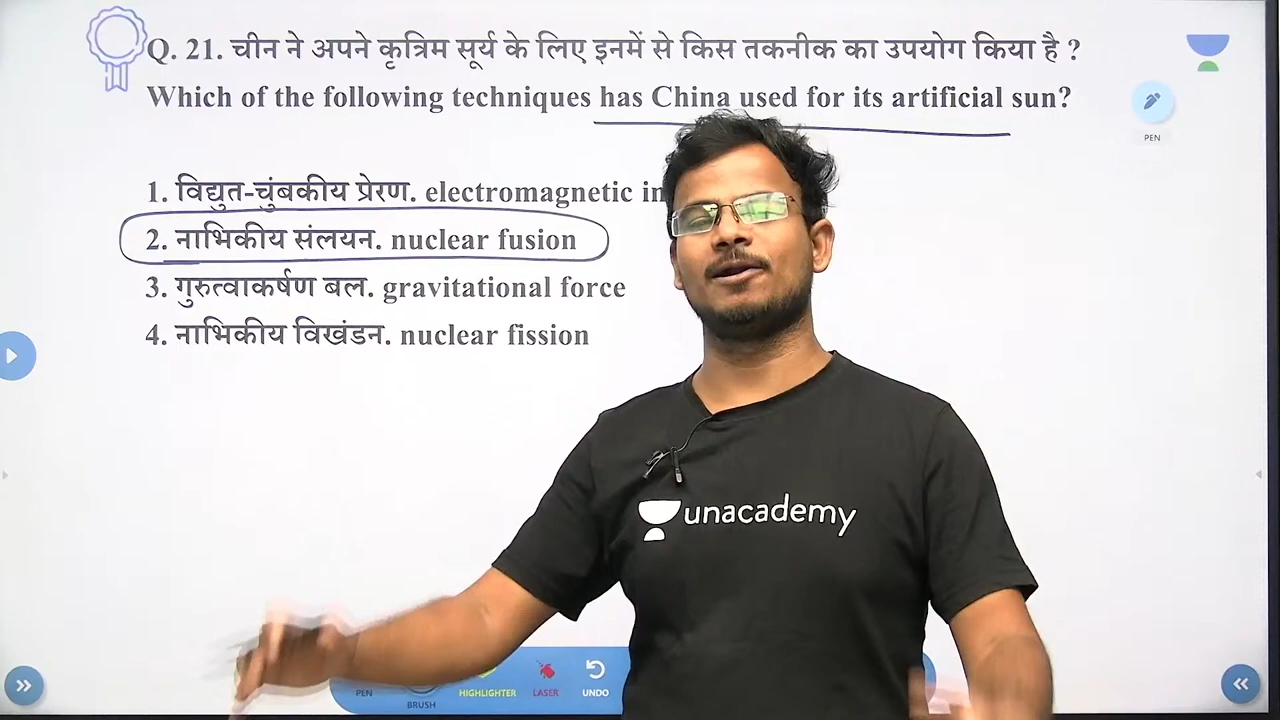 Q. 21. चीन ने अपने कृत्रिम सूर्य के लिए इनमें से किस तकनीक का उपयोग किया है ?
Which of the following techniques has China used for its artificial sun?
PEN
1. विद्युत-चुंबकीय प्रेरण. electromagnetic
2. नाभिकीय संलयन. nuclear fusion
3. गुरुत्वाकर्षण बल. gravitational force
4. नाभिकीय विखंडन. nuclear fission
unacademy
PEN
BRUSH
HIGHLIGHTER
LASER
UNDO